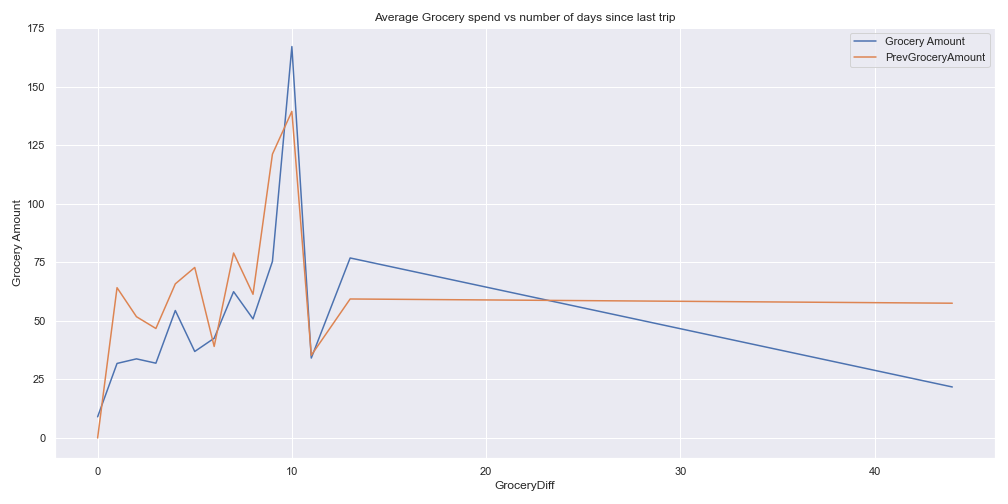 Average Grocery spend vs number of days since last trip
Grocery Amount
PrevGroceryAmount
175
150
125
100
75
50
25
0
Grocery Amount
0 10 20 30 40
GroceryDiff